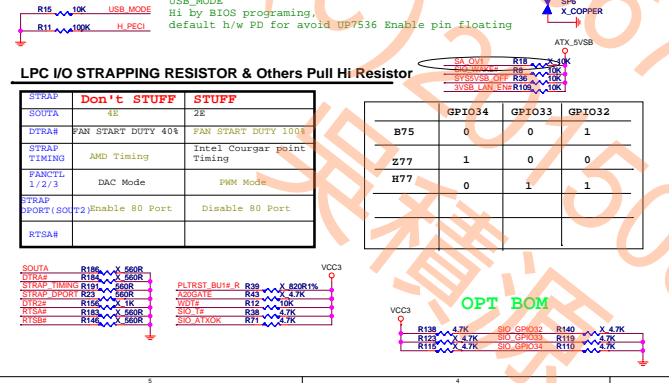 USB_MODE
R15 10K USB_MODE
Hi by BIOS programing,
R11 100K H_PECI
default h/w PD for avoid UP7536 Enable pin floating
SP6
X_COPPER
ATX_5VSB
SA_OV1 R18 X_40K
SIO_WAKE# R6 10K
SYS5VSB_OFF R36 10K
3VSB_LAN_EN# R109 10K
LPC I/O STRAPPING RESISTOR & Others Pull Hi Resistor
STRAP Don't STUFF STUFF
SOUTA 4E 2E
DTRA# FAN START DUTY 40% FAN START DUTY 100%
STRAP TIMING AMD Timing Intel Courgar point Timing
FANCTL 1/2/3 DAC Mode PWM Mode
STRAP DPORT(SOUT2) Enable 80 Port Disable 80 Port
RTSA#
GPIO34 GPIO33 GPIO32
B75 0 0 1
Z77 1 0 0
H77 0 1 1
SOUTA R186 X_560R
DTRA# R184 X_560R
STRAP_TIMING R191 560R
STRAP_DPORT R23 560R
DTR2# R156 X_1K
RTSA# R183 X_560R
RTSB# R146 X_560R
VCC3
PLTRST_BU1#_R R39 X_820R1%
A20GATE R43 X_4.7K
WDT# R12 10K
SIO_T# R38 4.7K
SIO_ATXOK R71 4.7K
OPT BOM
VCC3
R138 4.7K SIO_GPIO32 R140 X_4.7K
R123 X_4.7K SIO_GPIO33 R119 4.7K
R115 X_4.7K SIO_GPIO34 R110 4.7K
5 4
(c)20150
吳積源